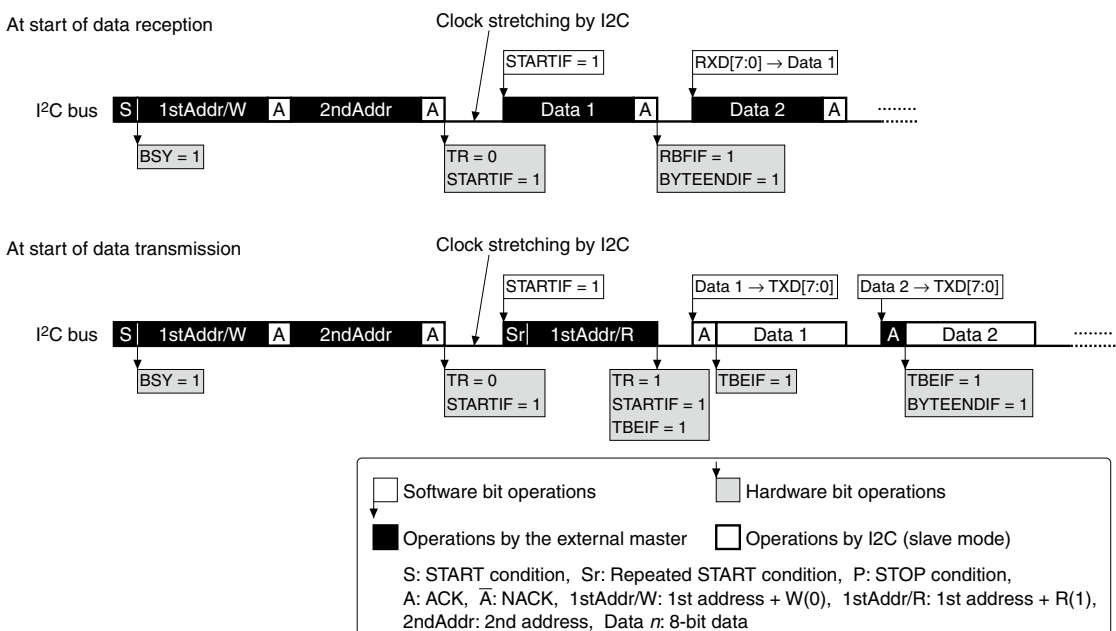 At start of data reception
Clock stretching by I2C
STARTIF = 1
RXD[7:0] → Data 1
I²C bus S 1stAddr/W A 2ndAddr A Data 1 A Data 2 A
BSY = 1
TR = 0
STARTIF = 1
RBFIF = 1
BYTEENDIF = 1
At start of data transmission
Clock stretching by I2C
STARTIF = 1
Data 1 → TXD[7:0]
Data 2 → TXD[7:0]
I²C bus S 1stAddr/W A 2ndAddr A Sr 1stAddr/R A Data 1 A Data 2
BSY = 1
TR = 0
STARTIF = 1
TR = 1
STARTIF = 1
TBEIF = 1
TBEIF = 1
TBEIF = 1
BYTEENDIF = 1
Software bit operations
Hardware bit operations
Operations by the external master
Operations by I2C (slave mode)
S: START condition, Sr: Repeated START condition, P: STOP condition,
A: ACK, A̅: NACK, 1stAddr/W: 1st address + W(0), 1stAddr/R: 1st address + R(1),
2ndAddr: 2nd address, Data n: 8-bit data